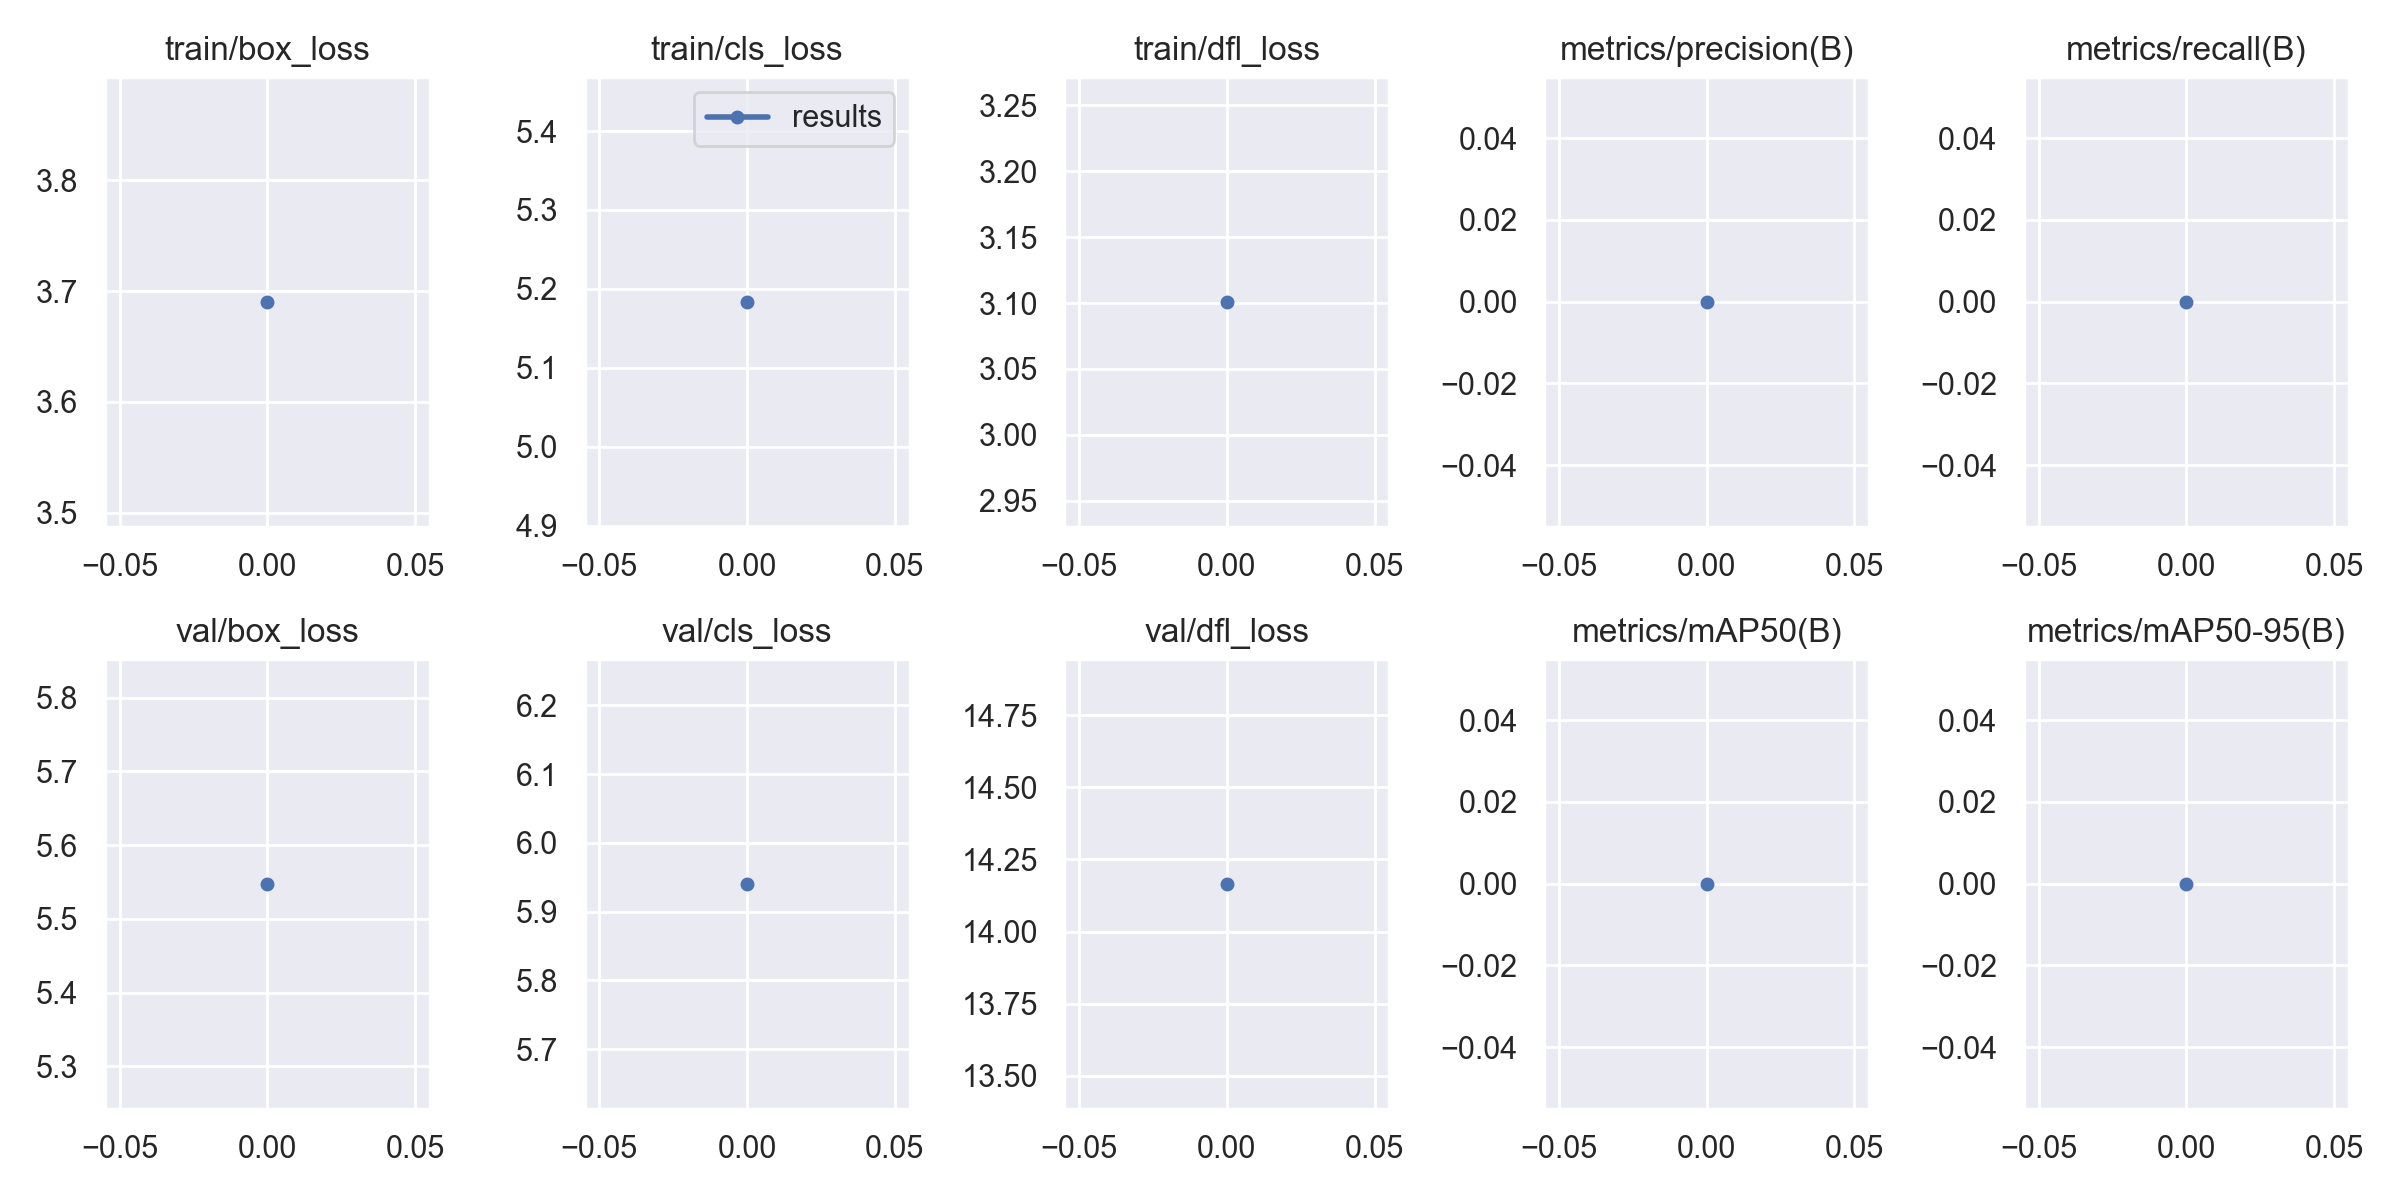 train/box_loss
3.8
3.7
3.6
3.5
−0.05 0.00 0.05
train/cls_loss
results
5.4
5.3
5.2
5.1
5.0
4.9
−0.05 0.00 0.05
train/dfl_loss
3.25
3.20
3.15
3.10
3.05
3.00
2.95
−0.05 0.00 0.05
metrics/precision(B)
0.04
0.02
0.00
−0.02
−0.04
−0.05 0.00 0.05
metrics/recall(B)
0.04
0.02
0.00
−0.02
−0.04
−0.05 0.00 0.05
val/box_loss
5.8
5.7
5.6
5.5
5.4
5.3
−0.05 0.00 0.05
val/cls_loss
6.2
6.1
6.0
5.9
5.8
5.7
−0.05 0.00 0.05
val/dfl_loss
14.75
14.50
14.25
14.00
13.75
13.50
−0.05 0.00 0.05
metrics/mAP50(B)
0.04
0.02
0.00
−0.02
−0.04
−0.05 0.00 0.05
metrics/mAP50-95(B)
0.04
0.02
0.00
−0.02
−0.04
−0.05 0.00 0.05